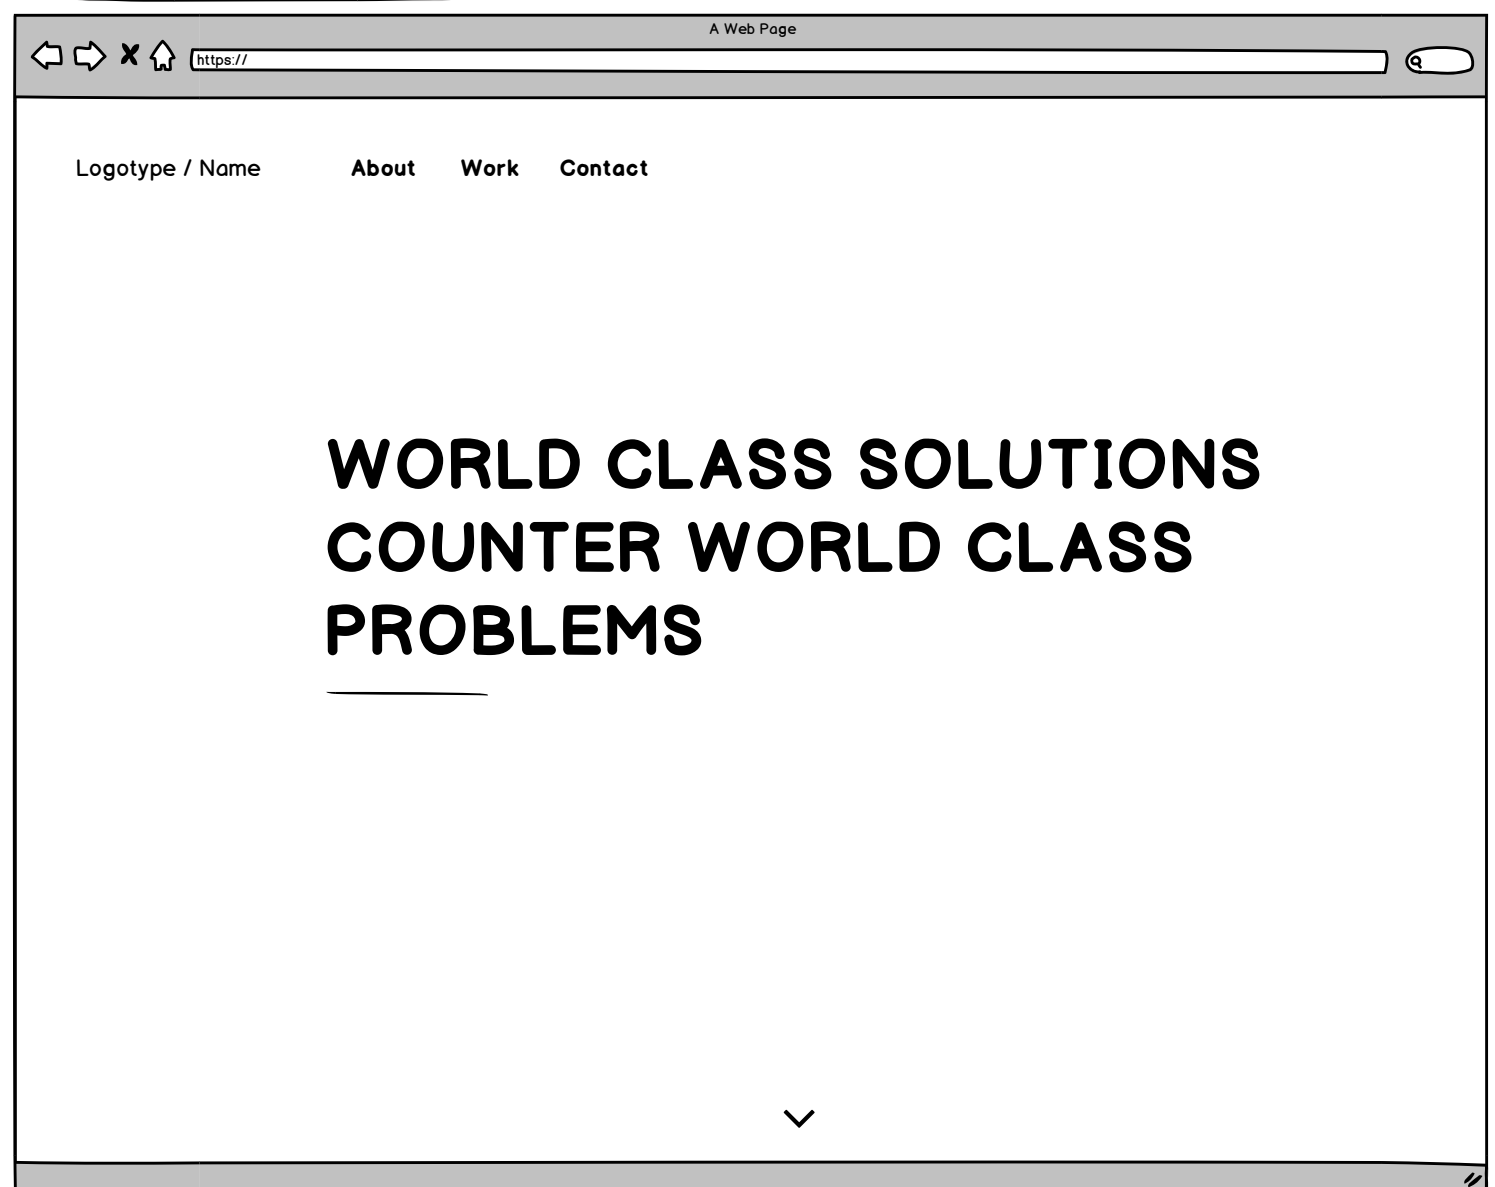 A Web Page
https://
Logotype / Name About Work Contact
WORLD CLASS SOLUTIONS
COUNTER WORLD CLASS
PROBLEMS